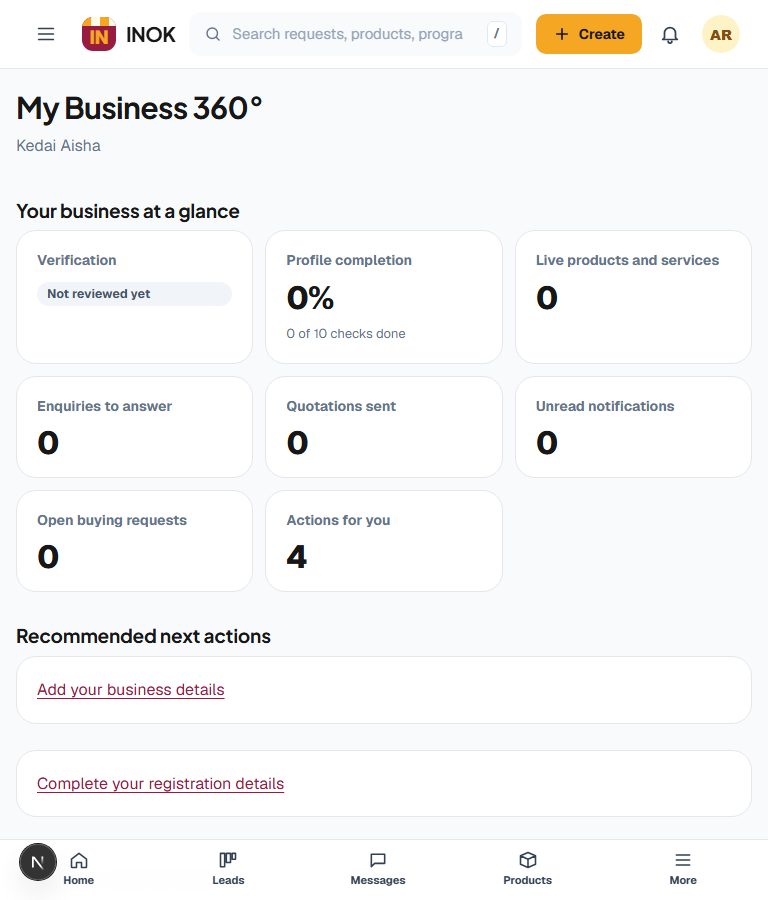 IN INOK
Search requests, products, progra
/
+ Create
AR
My Business 360°
Kedai Aisha
Your business at a glance
Verification
Not reviewed yet
Profile completion
0%
0 of 10 checks done
Live products and services
0
Enquiries to answer
0
Quotations sent
0
Unread notifications
0
Open buying requests
0
Actions for you
4
Recommended next actions
Add your business details
Complete your registration details
N
Home
Leads
Messages
Products
More